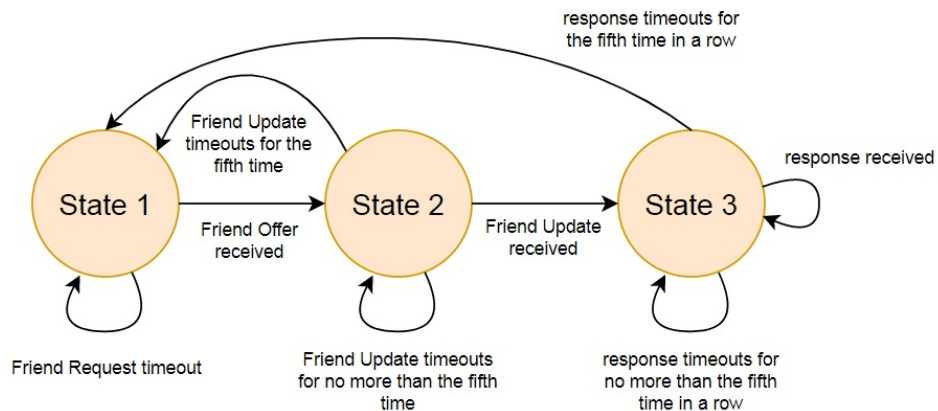 response timeouts for
the fifth time in a row
Friend Update
timeouts for the
fifth time
response received
State 1
State 2
State 3
Friend Offer
received
Friend Update
received
Friend Request timeout
Friend Update timeouts
for no more than the fifth
time
response timeouts for
no more than the fifth
time in a row